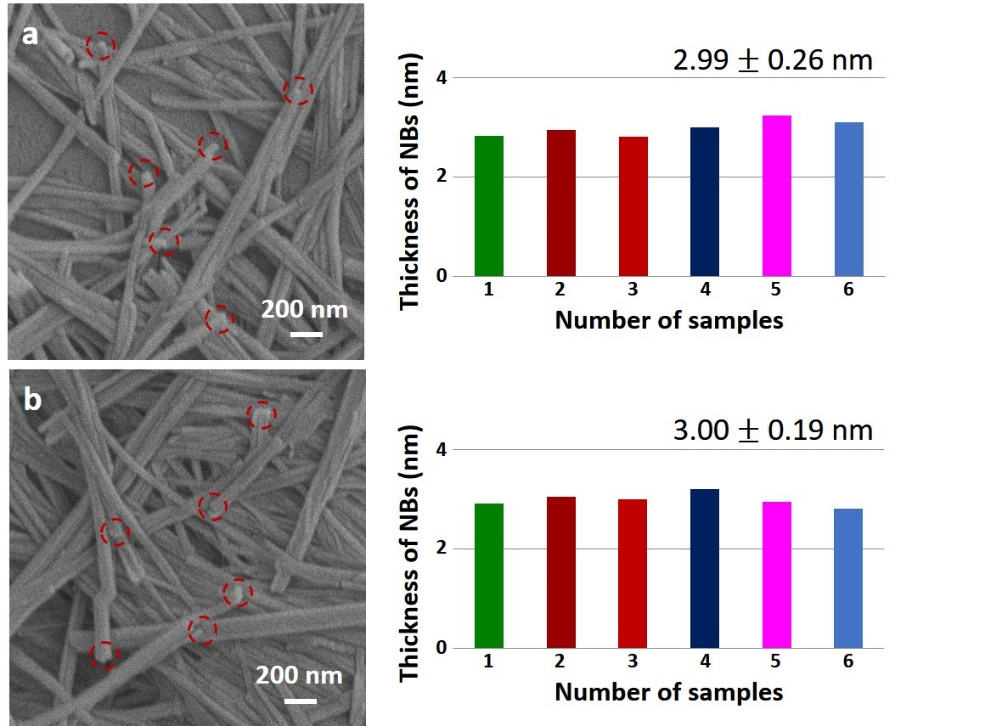 a
200 nm
2.99 ± 0.26 nm
Thickness of NBs (nm)
4
2
0
1 2 3 4 5 6
Number of samples
b
200 nm
3.00 ± 0.19 nm
Thickness of NBs (nm)
4
2
0
1 2 3 4 5 6
Number of samples